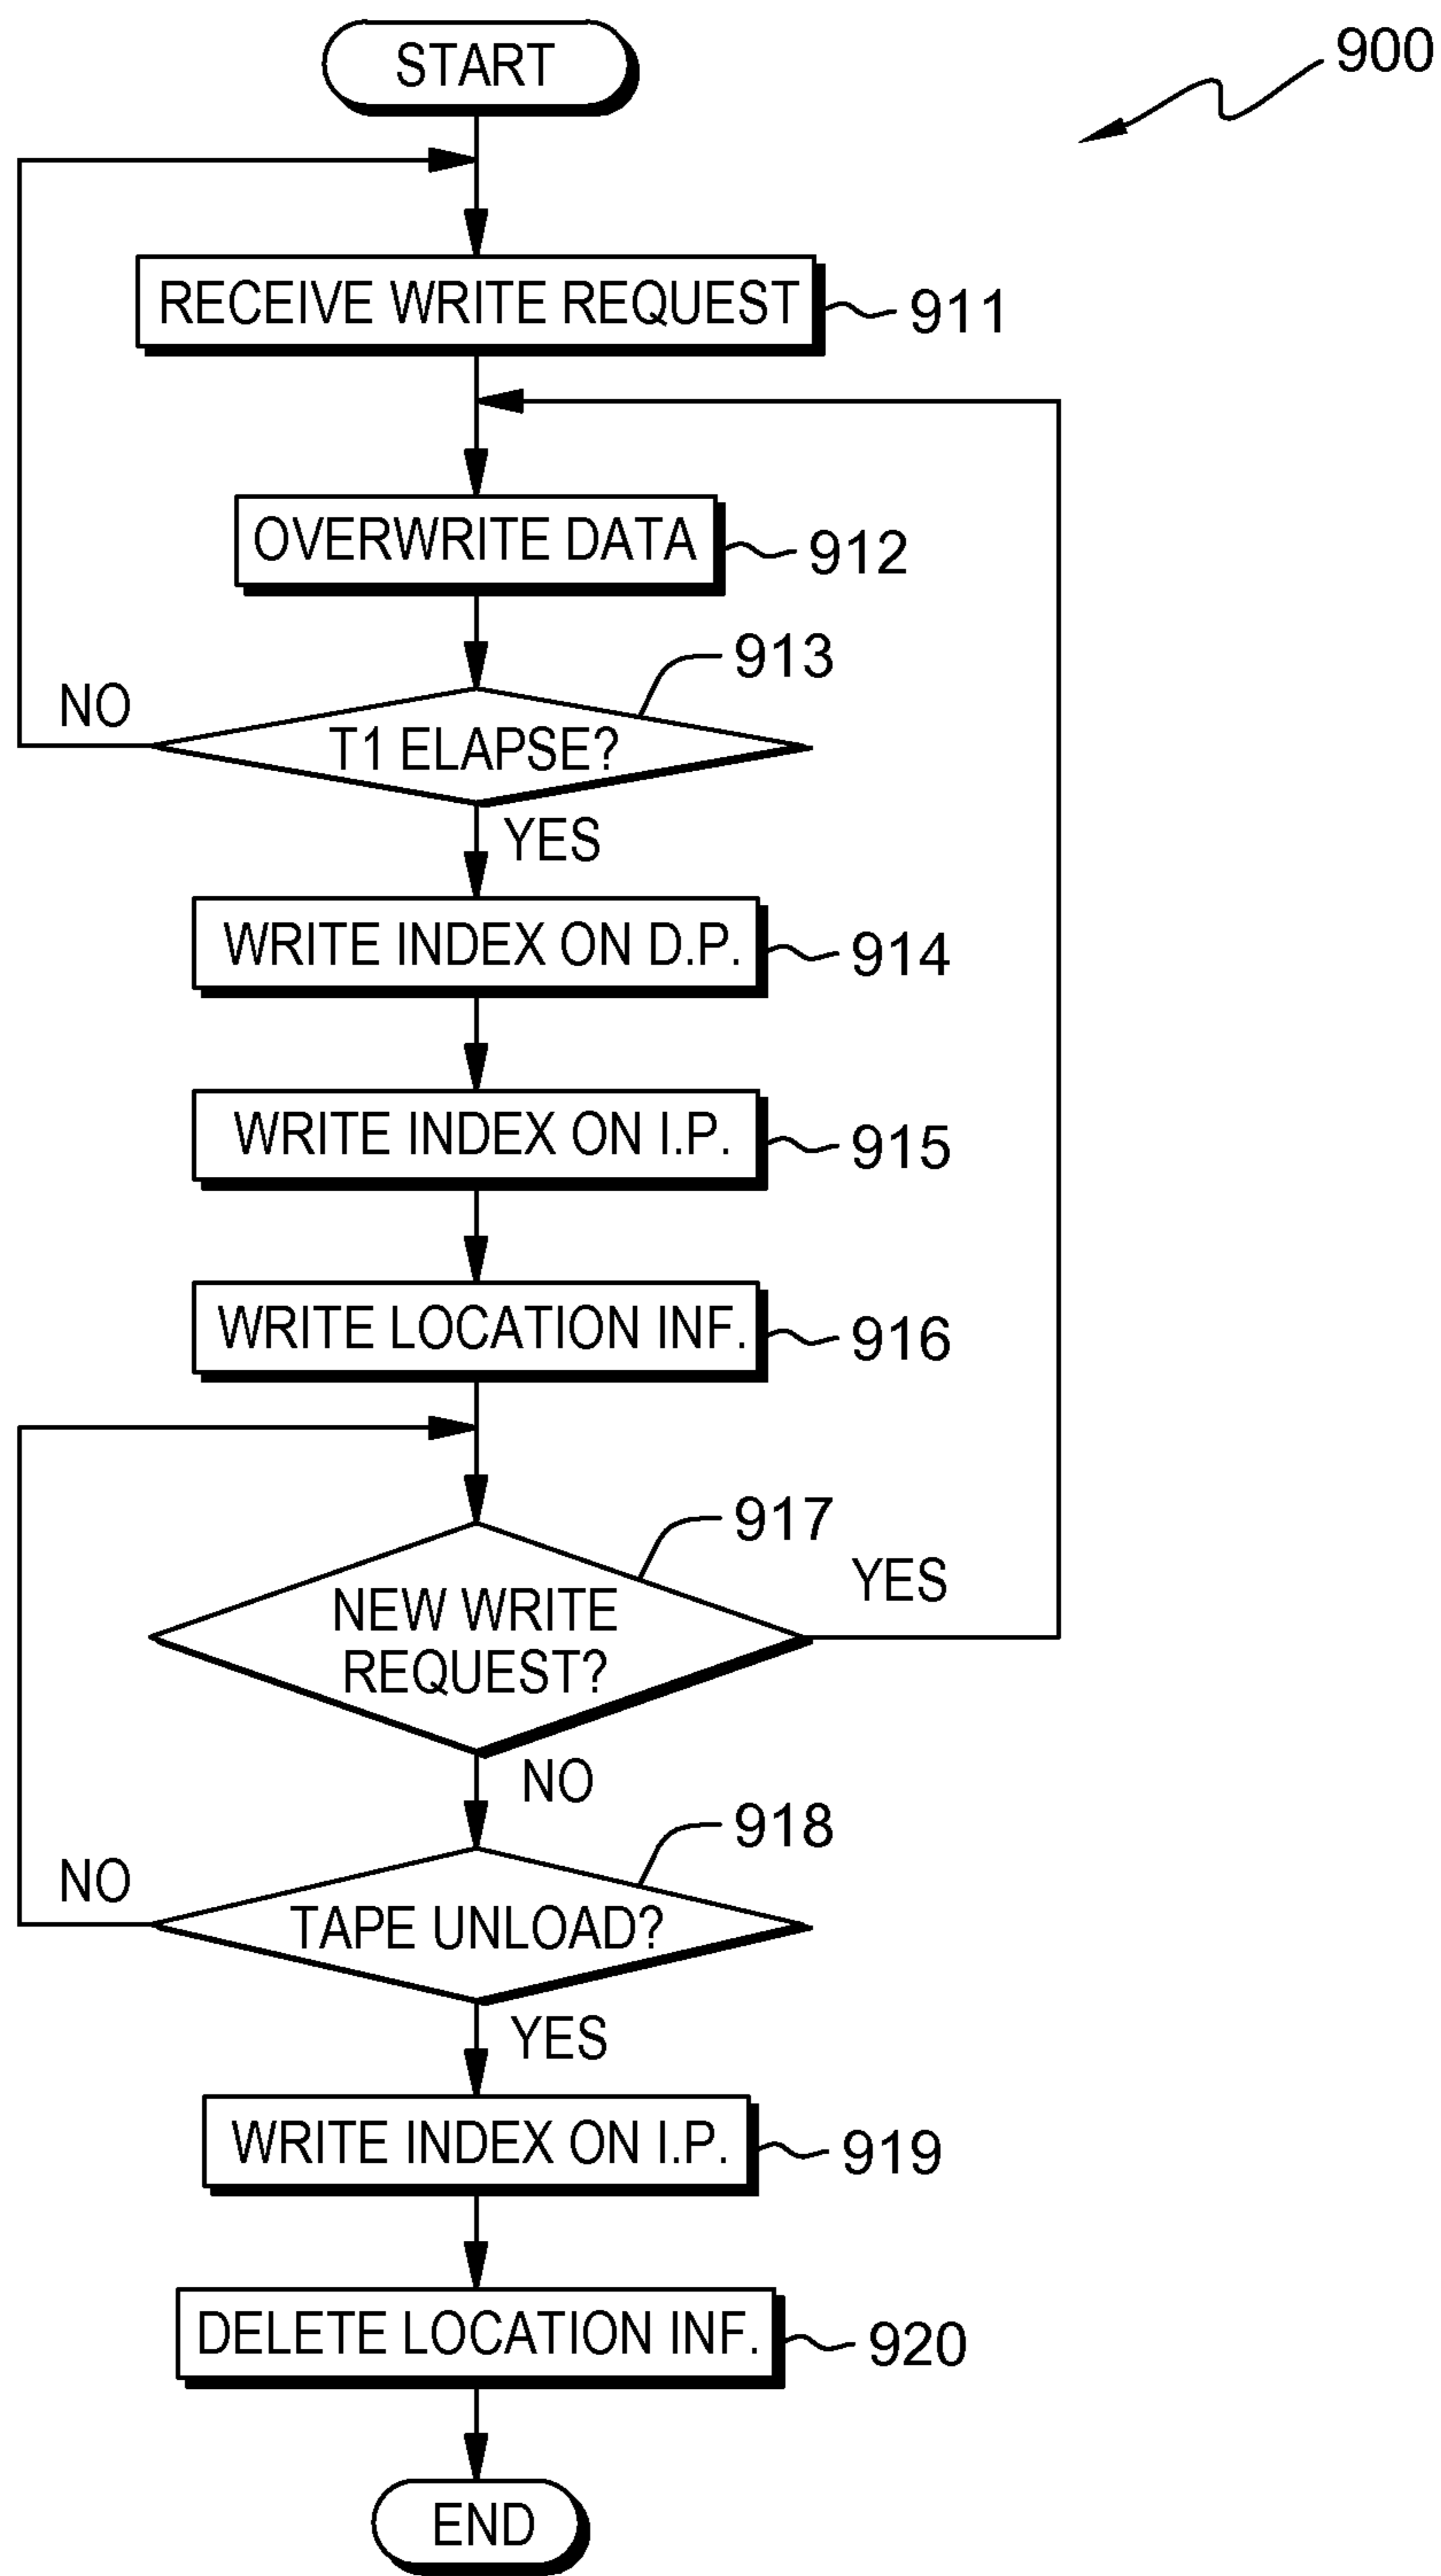 START
900
RECEIVE WRITE REQUEST
911
OVERWRITE DATA
912
913
NO
T1 ELAPSE?
YES
WRITE INDEX ON D.P.
914
WRITE INDEX ON I.P.
915
WRITE LOCATION INF.
916
917
YES
NEW WRITE
REQUEST?
NO
918
NO
TAPE UNLOAD?
YES
WRITE INDEX ON I.P.
919
DELETE LOCATION INF.
920
END